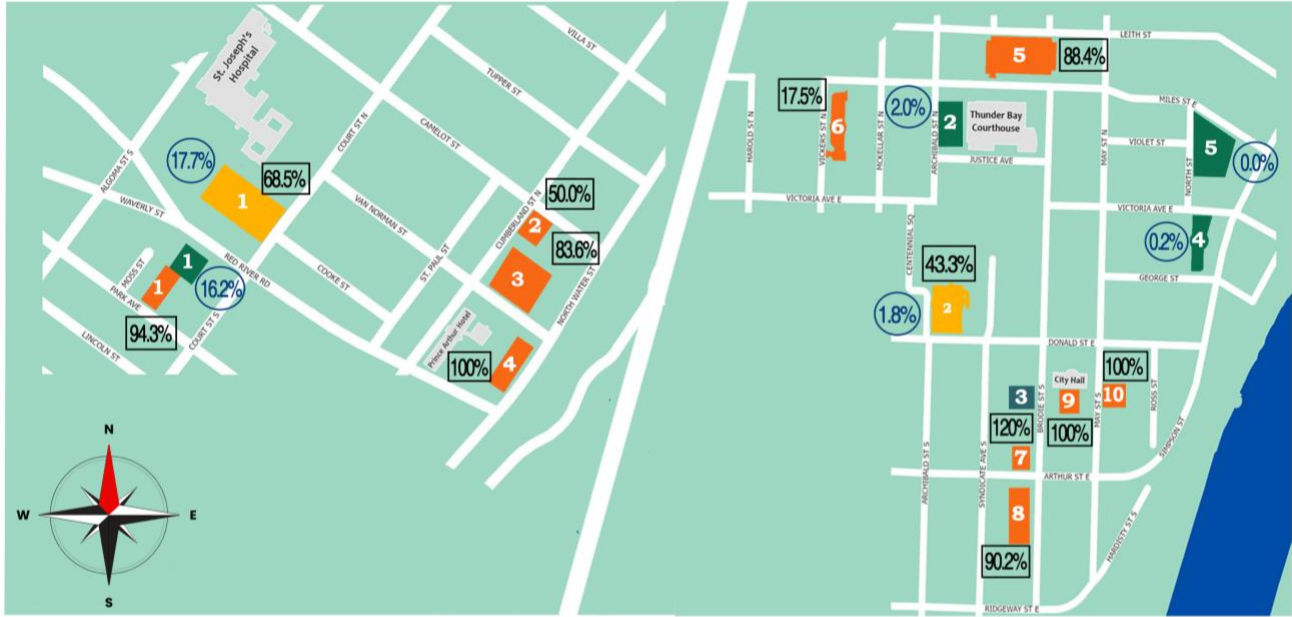 St. Joseph's
Hospital
VILLA ST
TUPPER ST
CAMELOT ST
COURT ST N
ALGOMA ST S
17.7%
68.5%
1
WAVERLY ST
VAN NORMAN ST
CUMBERLAND ST N
50.0%
2
83.6%
3
MOSS ST
1
1
16.2%
RED RIVER RD
COOKE ST
ST. PAUL ST
NORTH WATER ST
PARK AVE
94.3%
LINCOLN ST
COURT ST S
Prince Arthur Hotel
100%
4
N
W
E
S
LEITH ST
5
88.4%
17.5%
6
2.0%
2
Thunder Bay
Courthouse
MILES ST E
HAROLD ST N
VICKERS ST N
MCKELLAR ST N
ARCHIBALD ST N
MAY ST N
VIOLET ST
5
JUSTICE AVE
NORTH ST
0.0%
VICTORIA AVE E
VICTORIA AVE E
CENTENNIAL SQ
0.2%
4
43.3%
GEORGE ST
1.8%
2
DONALD ST E
City Hall
100%
3
9
10
BRODIE ST S
MAY ST S
ROSS ST
120%
100%
SIMPSON ST
7
ARCHIBALD ST S
SYNDICATE AVE S
ARTHUR ST E
8
HARDISTY ST S
90.2%
RIDGEWAY ST E